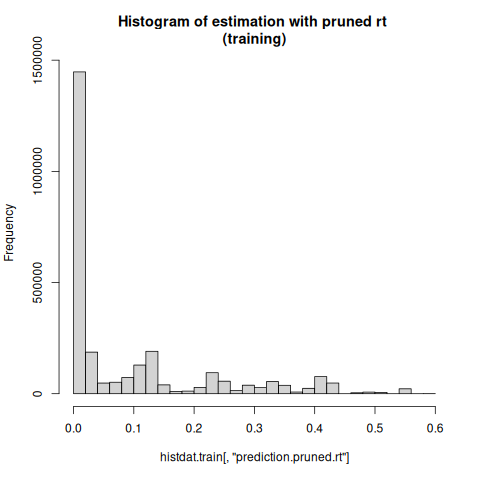 Histogram of estimation with pruned rt
(training)
Frequency
1500000
1000000
500000
0
0.0 0.1 0.2 0.3 0.4 0.5 0.6
histdat.train[, "prediction.pruned.rt"]